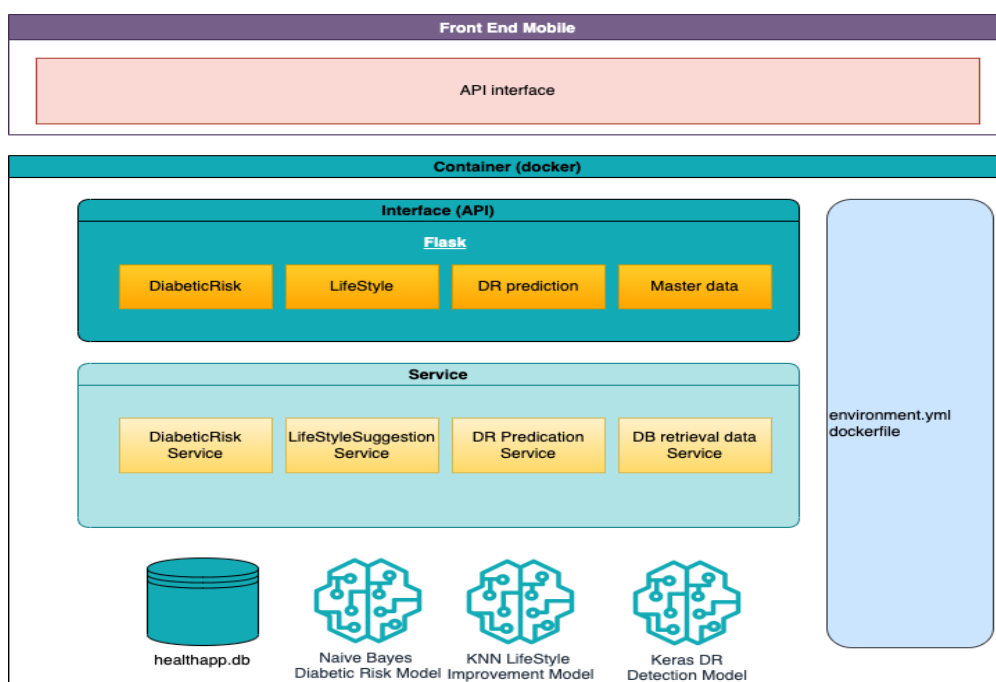 Front End Mobile
API interface
Container (docker)
Interface (API)
Flask
DiabeticRisk
LifeStyle
DR prediction
Master data
Service
DiabeticRisk
Service
LifeStyleSuggestion
Service
DR Predication
Service
DB retrieval data
Service
environment.yml
dockerfile
healthapp.db
Naive Bayes
Diabetic Risk Model
KNN LifeStyle
Improvement Model
Keras DR
Detection Model